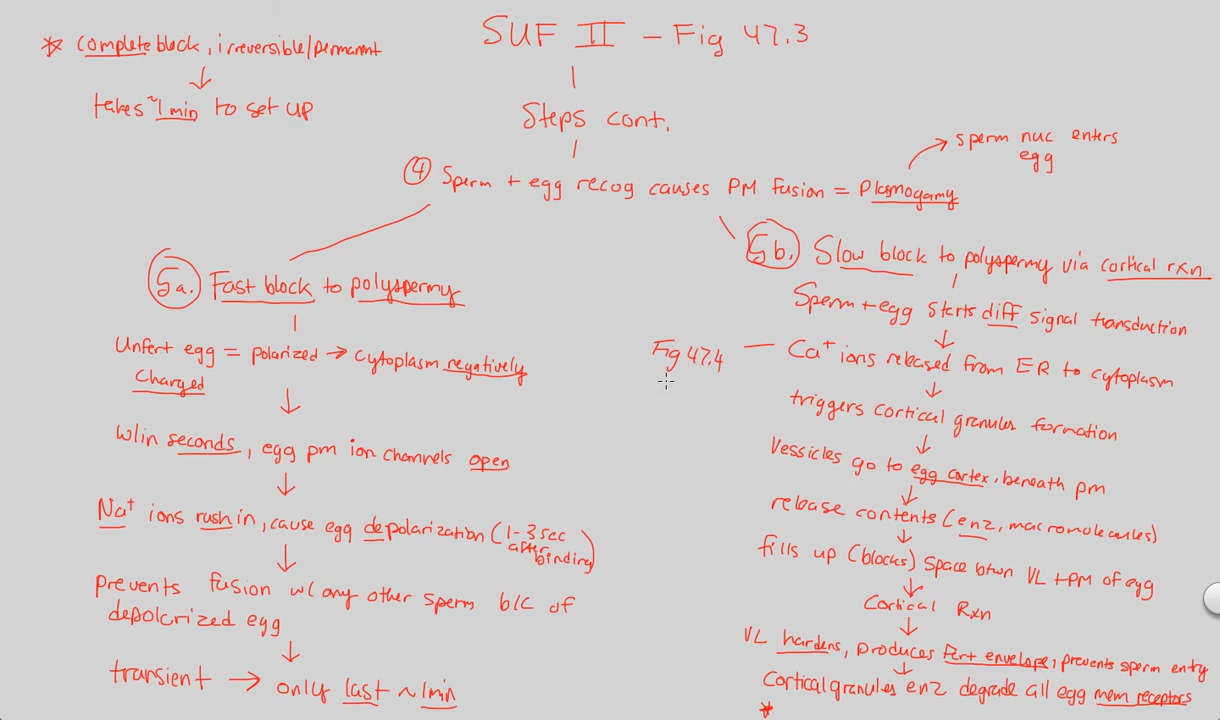 SUF II - Fig 47.3
* complete block, irreversible/permanent
takes ~1 min to set up
Steps cont.
④ Sperm + egg recog causes PM fusion = Plasmogamy
sperm nuc enters
egg
5a. Fast block to polyspermy
Unfert egg = polarized → cytoplasm negatively
charged
W/in seconds, egg pm ion channels open
Na+ ions rush in, cause egg depolarization (1-3 sec
after
binding)
prevents fusion w/ any other sperm b/c of
depolarized egg
transient → only last ~1min
5b. Slow block to polyspermy via cortical rxn
Sperm + egg starts diff signal transduction
Fig 47.4 — Ca+ ions released from ER to cytoplasm
triggers cortical granules formation
Vessicles go to egg cortex, beneath pm
release contents (enz, macromolecules)
fills up (blocks) space btwn VL + PM of egg
Cortical Rxn
VL hardens, produces fert envelope, prevents sperm entry
Cortical granules enz degrade all egg mem receptors
*